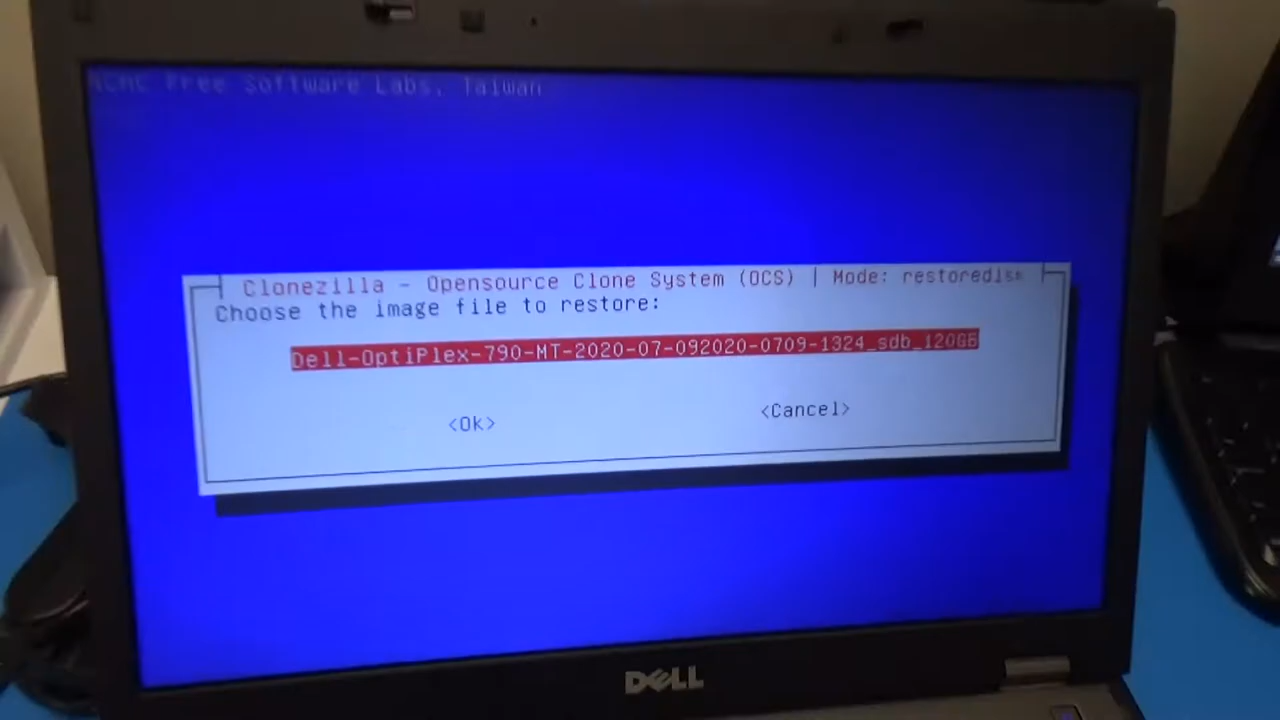 NCHC Free Software Labs, Taiwan
Clonezilla - Opensource Clone System (OCS) | Mode: restoredisk
Choose the image file to restore:
Dell-OptiPlex-790-MT-2020-07-092020-0709-1324_sdb_120GB
<Ok> <Cancel>
DELL